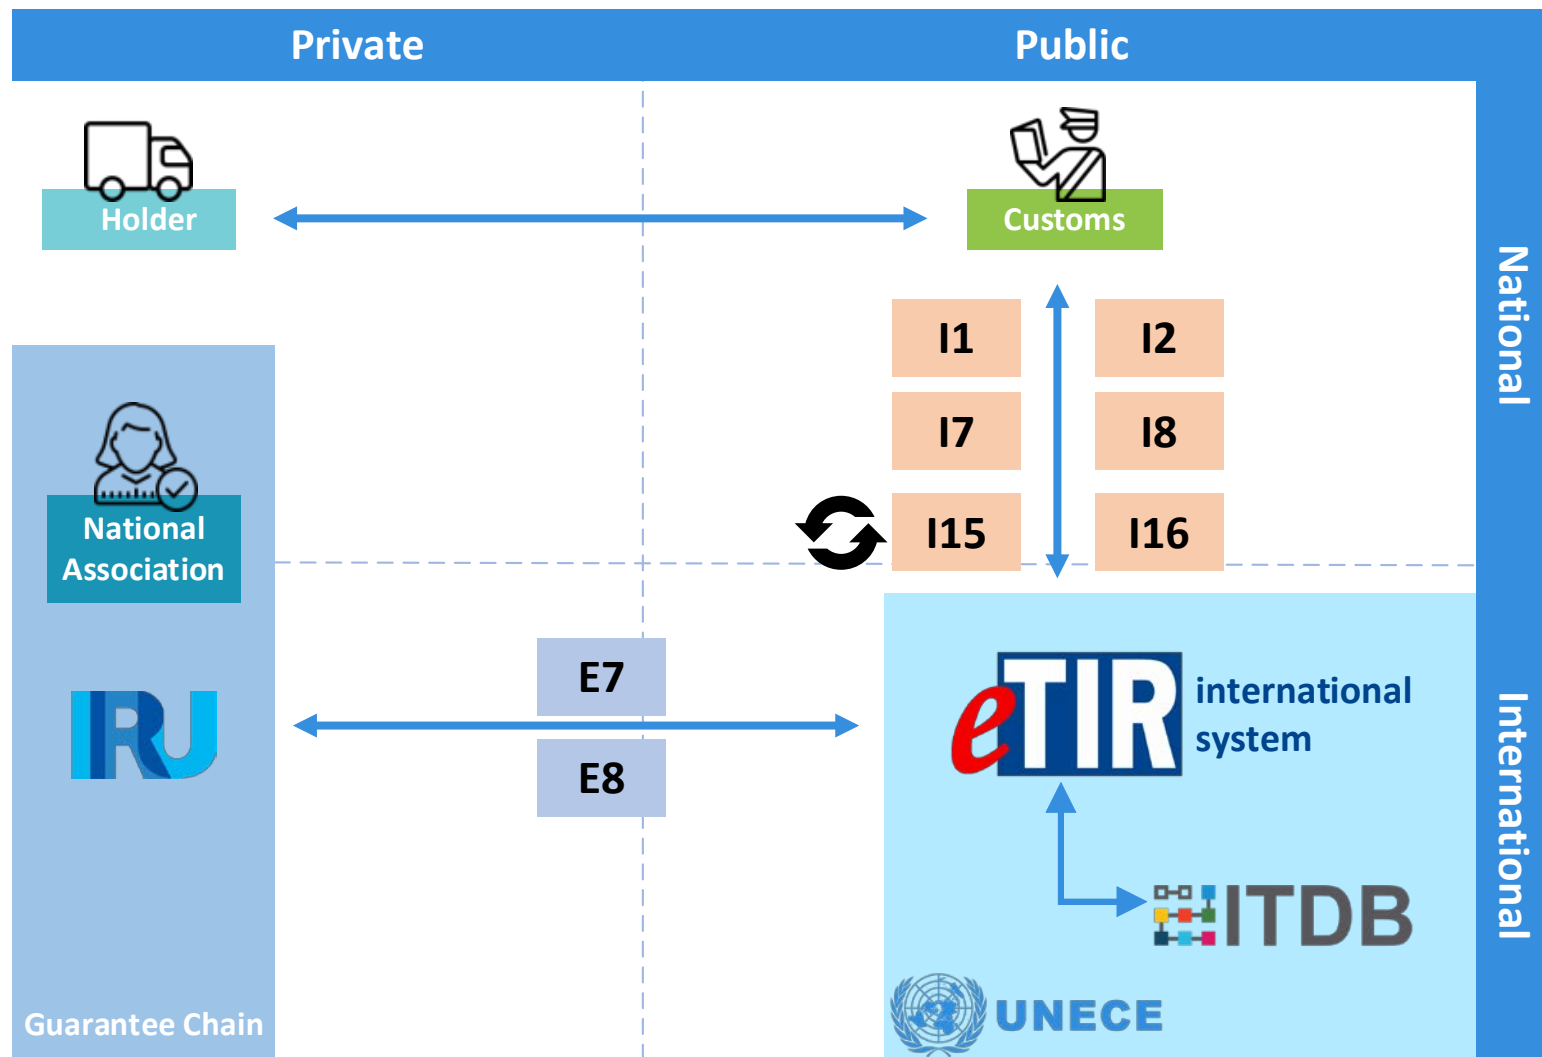 Private
Public
Holder
Customs
National
I1
I2
I7
I8
I15
I16
National
Association
E7
E8
IRU
eTIR
international
system
International
ITDB
Guarantee Chain
UNECE